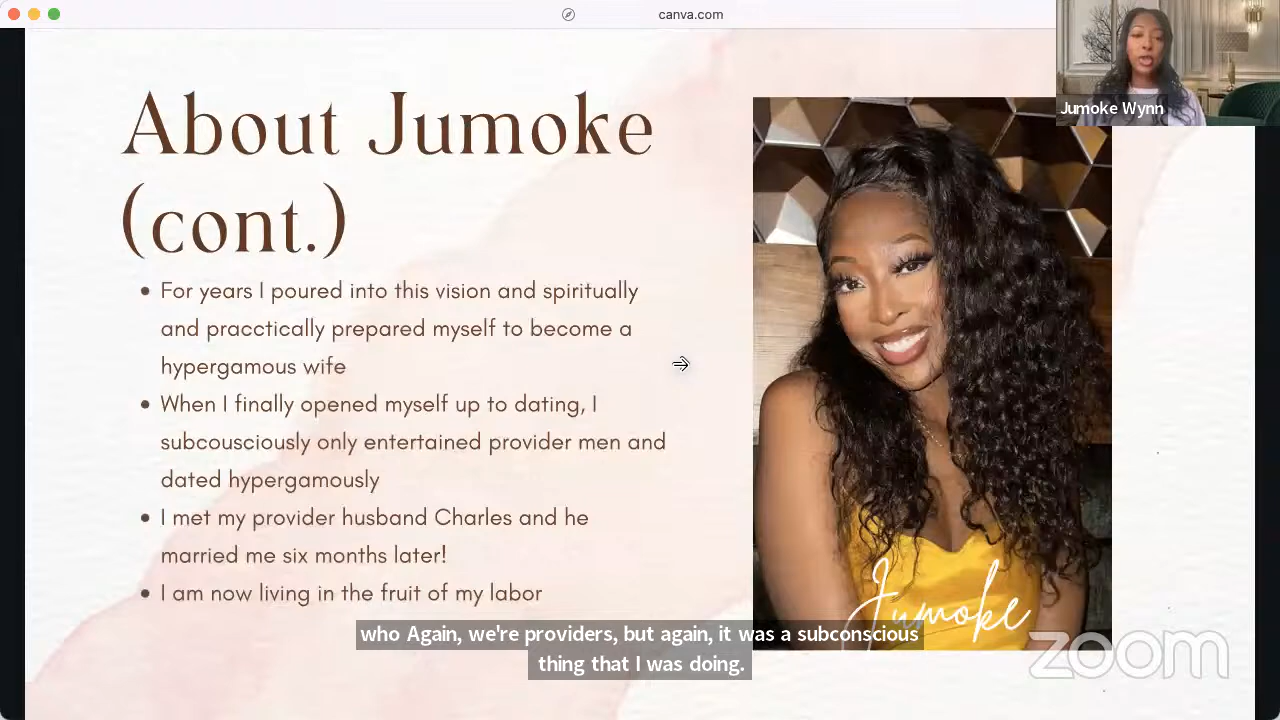 canva.com
Jumoke Wynn
About Jumoke
(cont.)
For years I poured into this vision and spiritually
and pracctically prepared myself to become a
hypergamous wife
When I finally opened myself up to dating, I
subcousciously only entertained provider men and
dated hypergamously
I met my provider husband Charles and he
married me six months later!
I am now living in the fruit of my labor
Jumoke
who Again, we're providers, but again, it was a subconscious
thing that I was doing.
zoom